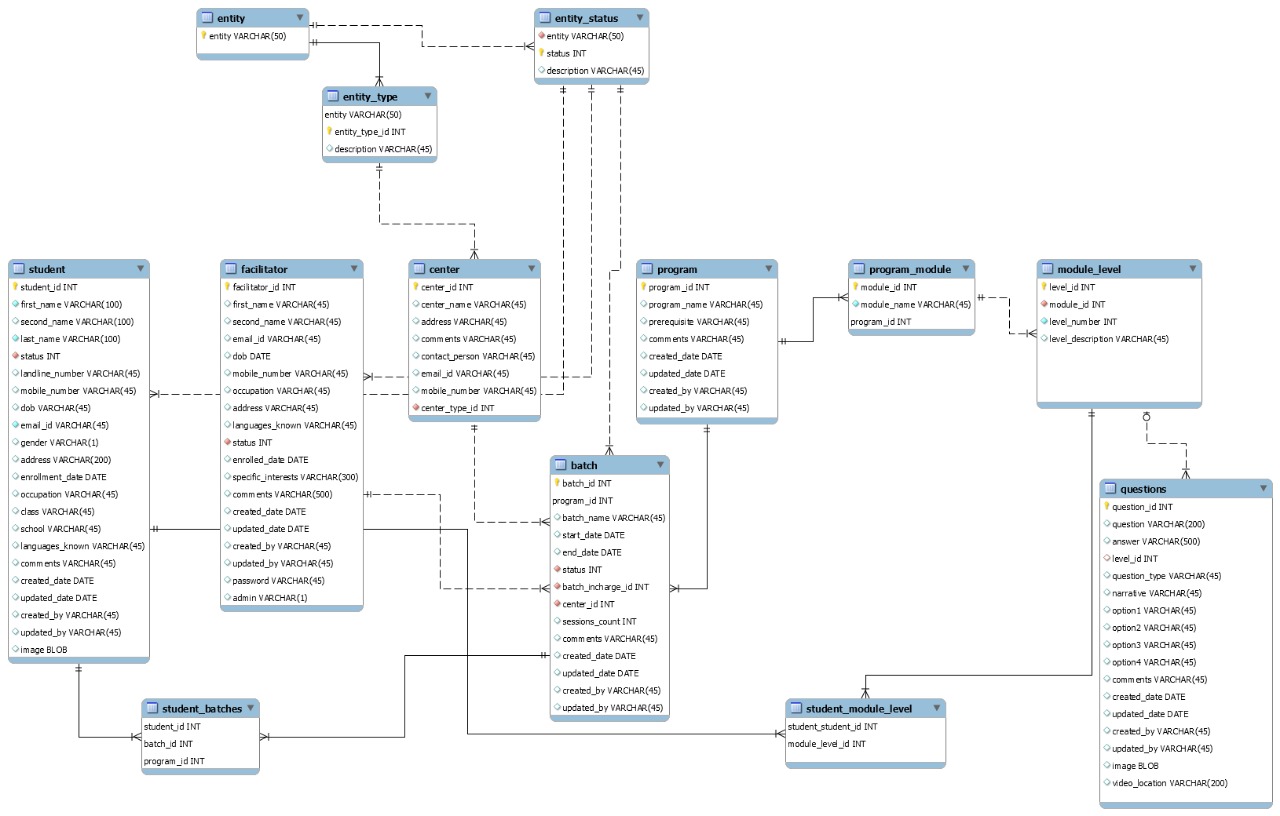 entity
entity VARCHAR(50)
entity_status
entity VARCHAR(50)
status INT
description VARCHAR(45)
entity_type
entity VARCHAR(50)
entity_type_id INT
description VARCHAR(45)
student
student_id INT
first_name VARCHAR(100)
second_name VARCHAR(100)
last_name VARCHAR(100)
status INT
landline_number VARCHAR(45)
mobile_number VARCHAR(45)
dob VARCHAR(45)
email_id VARCHAR(45)
gender VARCHAR(1)
address VARCHAR(200)
enrollment_date DATE
occupation VARCHAR(45)
class VARCHAR(45)
school VARCHAR(45)
languages_known VARCHAR(45)
comments VARCHAR(45)
created_date DATE
updated_date DATE
created_by VARCHAR(45)
updated_by VARCHAR(45)
image BLOB
facilitator
facilitator_id INT
first_name VARCHAR(45)
second_name VARCHAR(45)
email_id VARCHAR(45)
dob DATE
mobile_number VARCHAR(45)
occupation VARCHAR(45)
address VARCHAR(45)
languages_known VARCHAR(45)
status INT
enrolled_date DATE
specific_interests VARCHAR(300)
comments VARCHAR(500)
created_date DATE
updated_date DATE
created_by VARCHAR(45)
updated_by VARCHAR(45)
password VARCHAR(45)
admin VARCHAR(1)
center
center_id INT
center_name VARCHAR(45)
address VARCHAR(45)
comments VARCHAR(45)
contact_person VARCHAR(45)
email_id VARCHAR(45)
mobile_number VARCHAR(45)
center_type_id INT
program
program_id INT
program_name VARCHAR(45)
prerequisite VARCHAR(45)
comments VARCHAR(45)
created_date DATE
updated_date DATE
created_by VARCHAR(45)
updated_by VARCHAR(45)
program_module
module_id INT
module_name VARCHAR(45)
program_id INT
module_level
level_id INT
module_id INT
level_number INT
level_description VARCHAR(45)
batch
batch_id INT
program_id INT
batch_name VARCHAR(45)
start_date DATE
end_date DATE
status INT
batch_incharge_id INT
center_id INT
sessions_count INT
comments VARCHAR(45)
created_date DATE
updated_date DATE
created_by VARCHAR(45)
updated_by VARCHAR(45)
questions
question_id INT
question VARCHAR(200)
answer VARCHAR(500)
level_id INT
question_type VARCHAR(45)
narrative VARCHAR(45)
option1 VARCHAR(45)
option2 VARCHAR(45)
option3 VARCHAR(45)
option4 VARCHAR(45)
comments VARCHAR(45)
created_date DATE
updated_date DATE
created_by VARCHAR(45)
updated_by VARCHAR(45)
image BLOB
video_location VARCHAR(200)
student_batches
student_id INT
batch_id INT
program_id INT
student_module_level
student_student_id INT
module_level_id INT